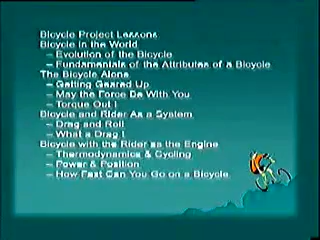 Bicycle Project Lessons
Bicycle in the World
– Evolution of the Bicycle
– Fundamentals of the Attributes of a Bicycle
The Bicycle Alone
– Getting Geared Up
– May the Force Be With You
– Torque Out !
Bicycle and Rider As a System
– Drag and Roll
– What a Drag !
Bicycle with the Rider as the Engine
– Thermodynamics & Cycling
– Power & Position
– How Fast Can You Go on a Bicycle